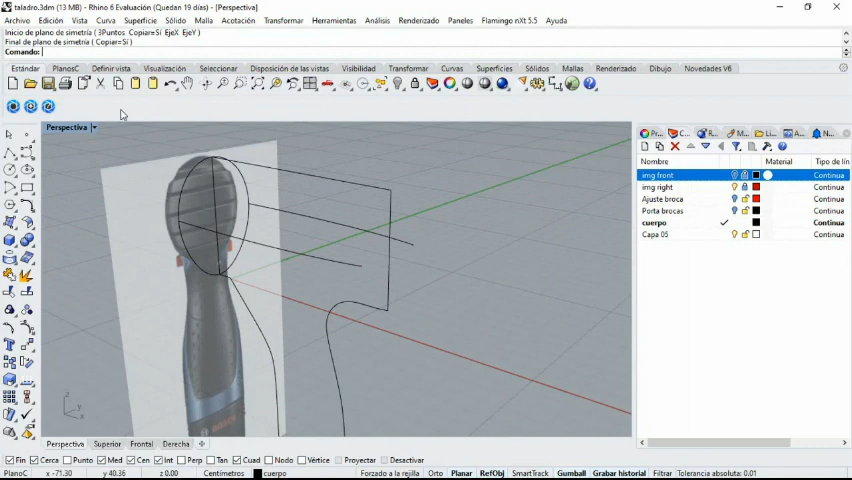 taladro.3dm (13 MB) - Rhino 6 Evaluación (Quedan 19 días) - [Perspectiva]
Archivo Edición Vista Curva Superficie Sólido Malla Acotación Transformar Herramientas Análisis Renderizado Paneles Flamingo nXt 5.5 Ayuda
Inicio de plano de simetría ( 3Puntos Copiar=Sí EjeX EjeY )
Final de plano de simetría ( Copiar=Sí )
Comando:
Estándar PlanosC Definir vista Visualización Seleccionar Disposición de las vistas Visibilidad Transformar Curvas Superficies Sólidos Mallas Renderizado Dibujo Novedades V6
Perspectiva
Nombre Material Tipo de lín
img front Continua
img right Continua
Ajuste broca Continua
Porta brocas Continua
cuerpo Continua
Capa 05 Continua
BOSCH
z
y
x
Perspectiva Superior Frontal Derecha
Fin Cerca Punto Med Cen Int Perp Tan Cuad Nodo Vértice Proyectar Desactivar
PlanoC x -71.30 y 40.36 z 0.00 Centímetros cuerpo Forzado a la rejilla Orto Planar RefObj SmartTrack Gumball Grabar historial Filtrar Tolerancia absoluta: 0.01